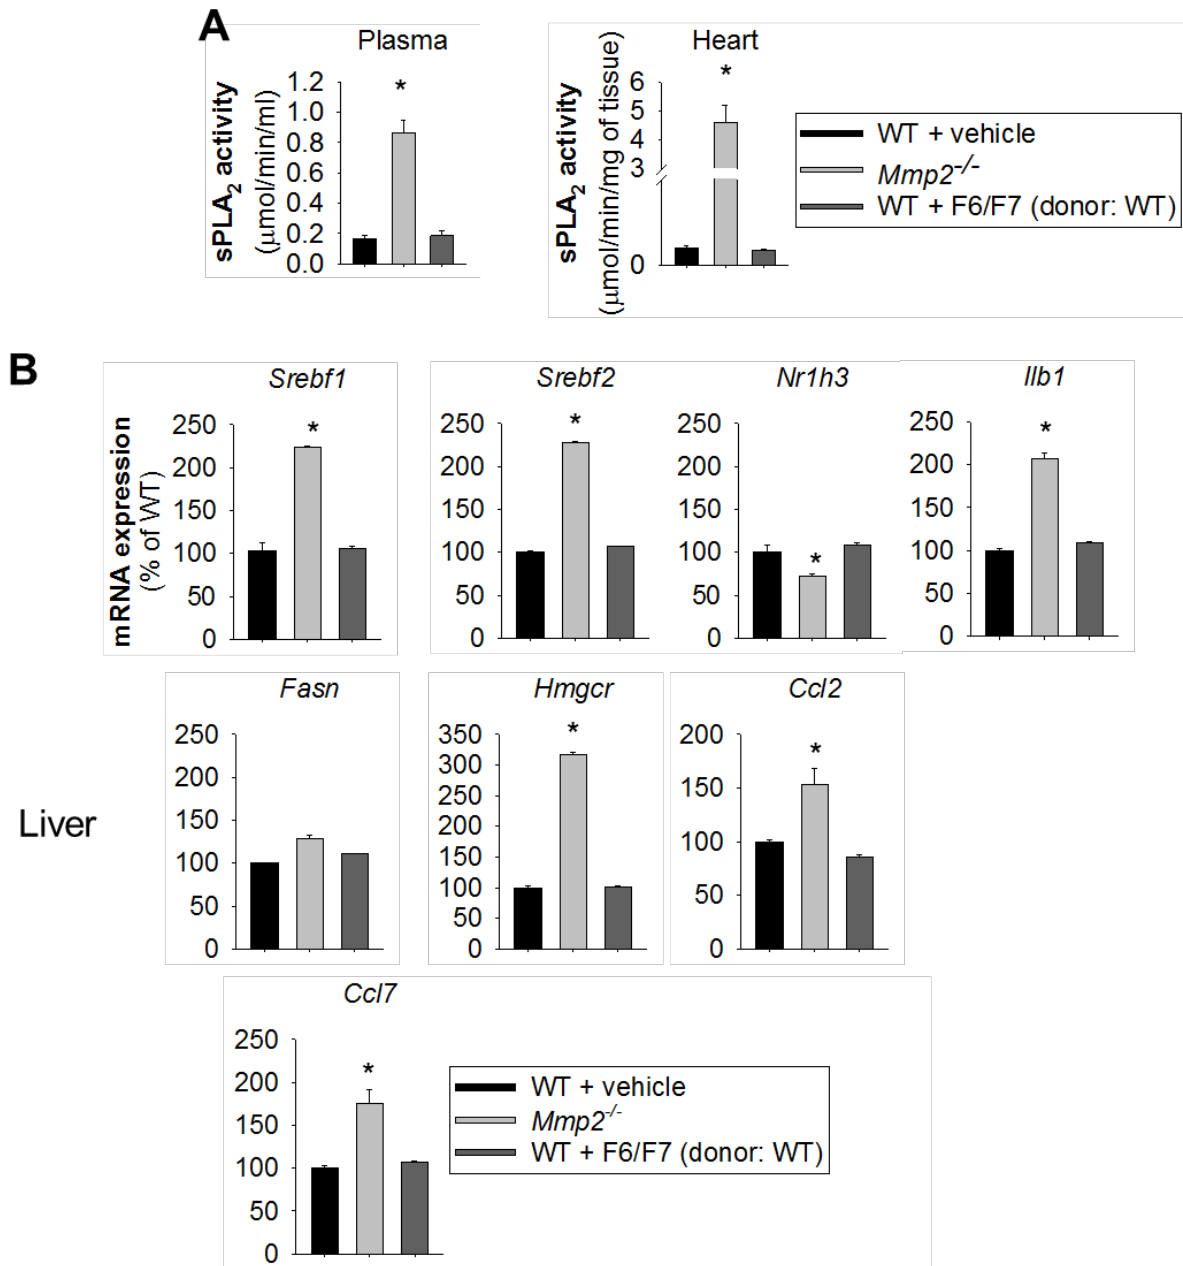 A
Plasma
Heart
sPLA2 activity
(μmol/min/ml)
1.2
1.0
0.8
0.6
0.4
0.2
0.0
*
sPLA2 activity
(μmol/min/mg of tissue)
6
5
4
3
0
*
WT + vehicle
Mmp2-/-
WT + F6/F7 (donor: WT)
B
Srebf1
Srebf2
Nr1h3
Ilb1
mRNA expression
(% of WT)
250
200
150
100
50
0
*
250
200
150
100
50
0
*
250
200
150
100
50
0
*
250
200
150
100
50
0
*
Liver
Fasn
Hmgcr
Ccl2
250
200
150
100
50
0
350
300
250
200
150
100
50
0
*
200
150
100
50
0
*
Ccl7
250
200
150
100
50
0
*
WT + vehicle
Mmp2-/-
WT + F6/F7 (donor: WT)